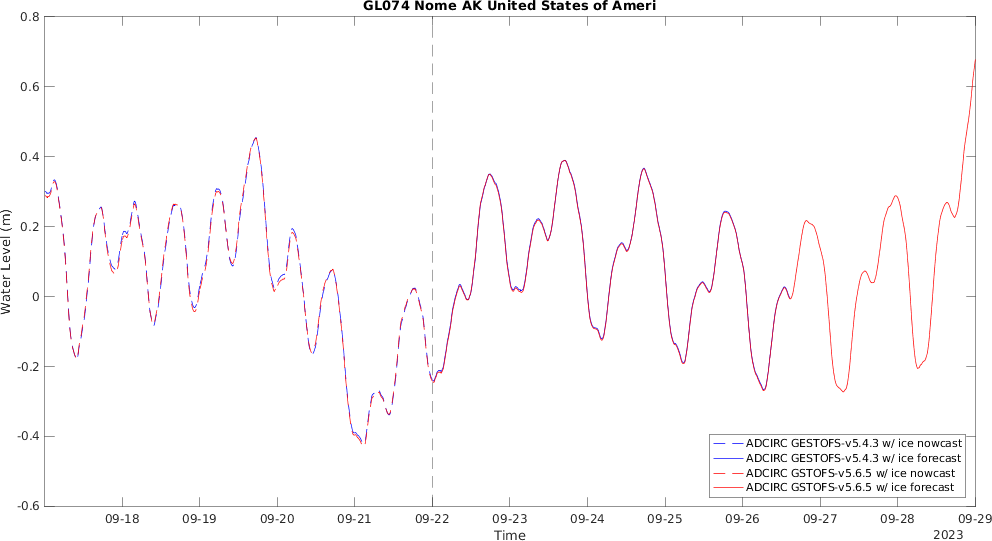 GL074 Nome AK United States of Ameri
0.8
0.6
0.4
0.2
0
-0.2
-0.4
-0.6
Water Level (m)
ADCIRC GESTOFS-v5.4.3 w/ ice nowcast
ADCIRC GESTOFS-v5.4.3 w/ ice forecast
ADCIRC GSTOFS-v5.6.5 w/ ice nowcast
ADCIRC GSTOFS-v5.6.5 w/ ice forecast
09-18 09-19 09-20 09-21 09-22 09-23 09-24 09-25 09-26 09-27 09-28 09-29
Time
2023